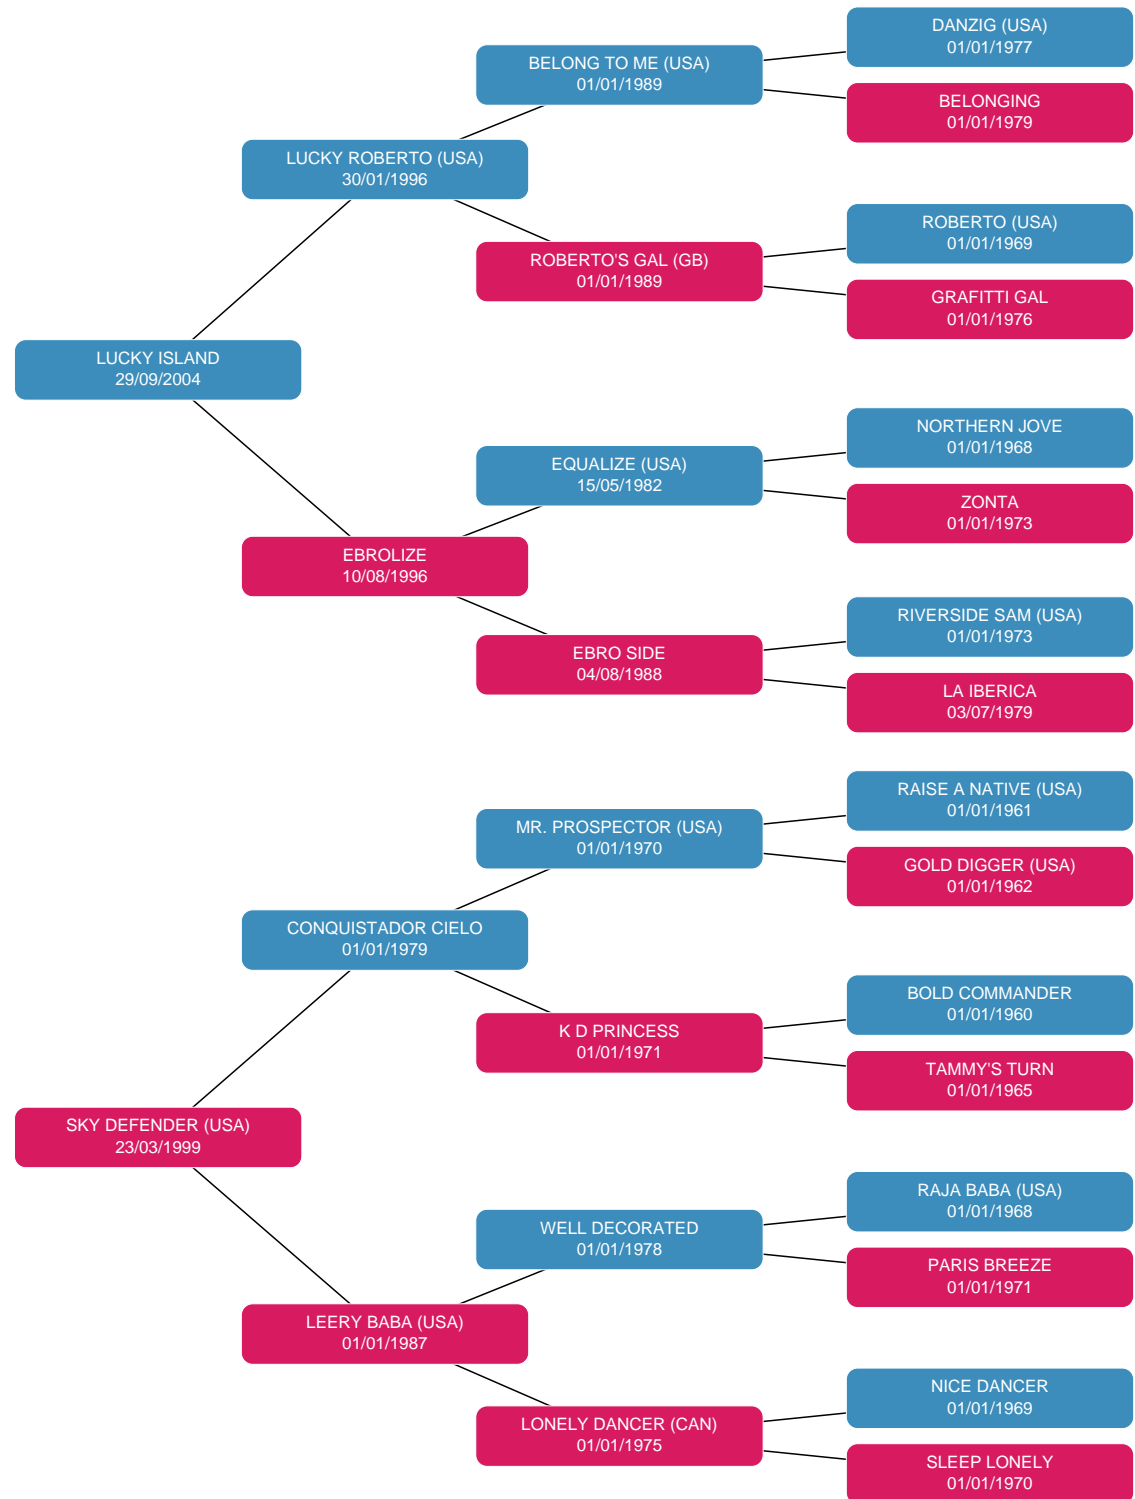 DANZIG (USA)
01/01/1977
BELONG TO ME (USA)
01/01/1989
BELONGING
01/01/1979
LUCKY ROBERTO (USA)
30/01/1996
ROBERTO (USA)
01/01/1969
ROBERTO'S GAL (GB)
01/01/1989
GRAFITTI GAL
01/01/1976
LUCKY ISLAND
29/09/2004
NORTHERN JOVE
01/01/1968
EQUALIZE (USA)
15/05/1982
ZONTA
01/01/1973
EBROLIZE
10/08/1996
RIVERSIDE SAM (USA)
01/01/1973
EBRO SIDE
04/08/1988
LA IBERICA
03/07/1979
RAISE A NATIVE (USA)
01/01/1961
MR. PROSPECTOR (USA)
01/01/1970
GOLD DIGGER (USA)
01/01/1962
CONQUISTADOR CIELO
01/01/1979
BOLD COMMANDER
01/01/1960
K D PRINCESS
01/01/1971
TAMMY'S TURN
01/01/1965
SKY DEFENDER (USA)
23/03/1999
RAJA BABA (USA)
01/01/1968
WELL DECORATED
01/01/1978
PARIS BREEZE
01/01/1971
LEERY BABA (USA)
01/01/1987
NICE DANCER
01/01/1969
LONELY DANCER (CAN)
01/01/1975
SLEEP LONELY
01/01/1970